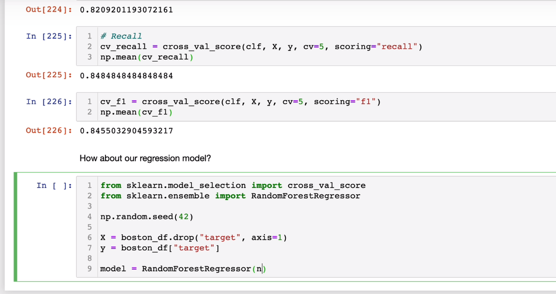 Out[224]: 0.8209201193072161
In [225]: 1 # Recall
2 cv_recall = cross_val_score(clf, X, y, cv=5, scoring="recall")
3 np.mean(cv_recall)
Out[225]: 0.8484848484848484
In [226]: 1 cv_f1 = cross_val_score(clf, X, y, cv=5, scoring="f1")
2 np.mean(cv_f1)
Out[226]: 0.8455032904593217
How about our regression model?
In [ ]: 1 from sklearn.model_selection import cross_val_score
2 from sklearn.ensemble import RandomForestRegressor
3
4 np.random.seed(42)
5
6 X = boston_df.drop("target", axis=1)
7 y = boston_df["target"]
8
9 model = RandomForestRegressor(n)